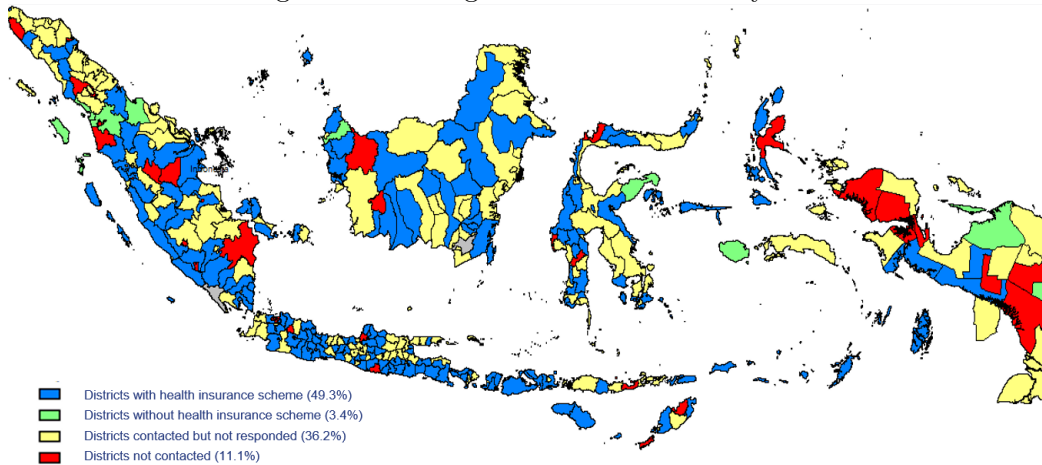 Districts with health insurance scheme (49.3%)
Districts without health insurance scheme (3.4%)
Districts contacted but not responded (36.2%)
Districts not contacted (11.1%)